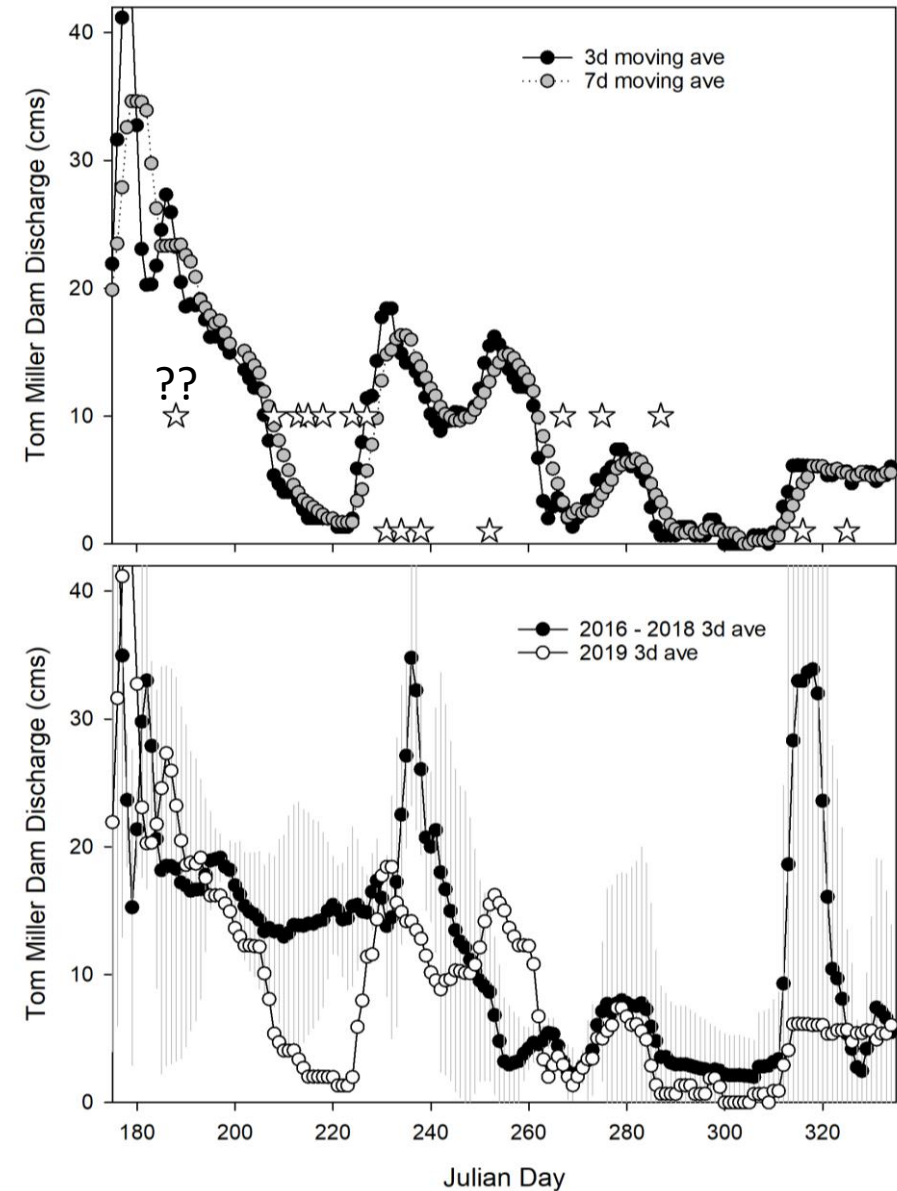 40
30
20
10
0
Tom Miller Dam Discharge (cms)
3d moving ave
7d moving ave
??
40
30
20
10
0
Tom Miller Dam Discharge (cms)
2016 - 2018 3d ave
2019 3d ave
180 200 220 240 260 280 300 320
Julian Day